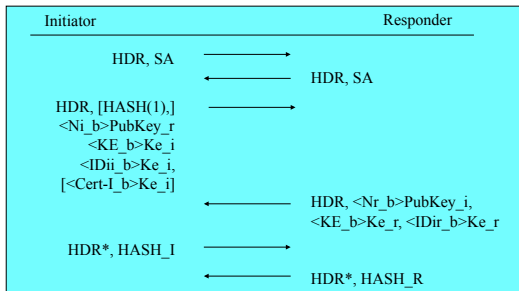 Initiator Responder
HDR, SA
HDR, SA
HDR, [HASH(1),]
<Ni_b>PubKey_r
<KE_b>Ke_i
<IDii_b>Ke_i,
[<Cert-I_b>Ke_i]
HDR, <Nr_b>PubKey_i,
<KE_b>Ke_r, <IDir_b>Ke_r
HDR*, HASH_I
HDR*, HASH_R